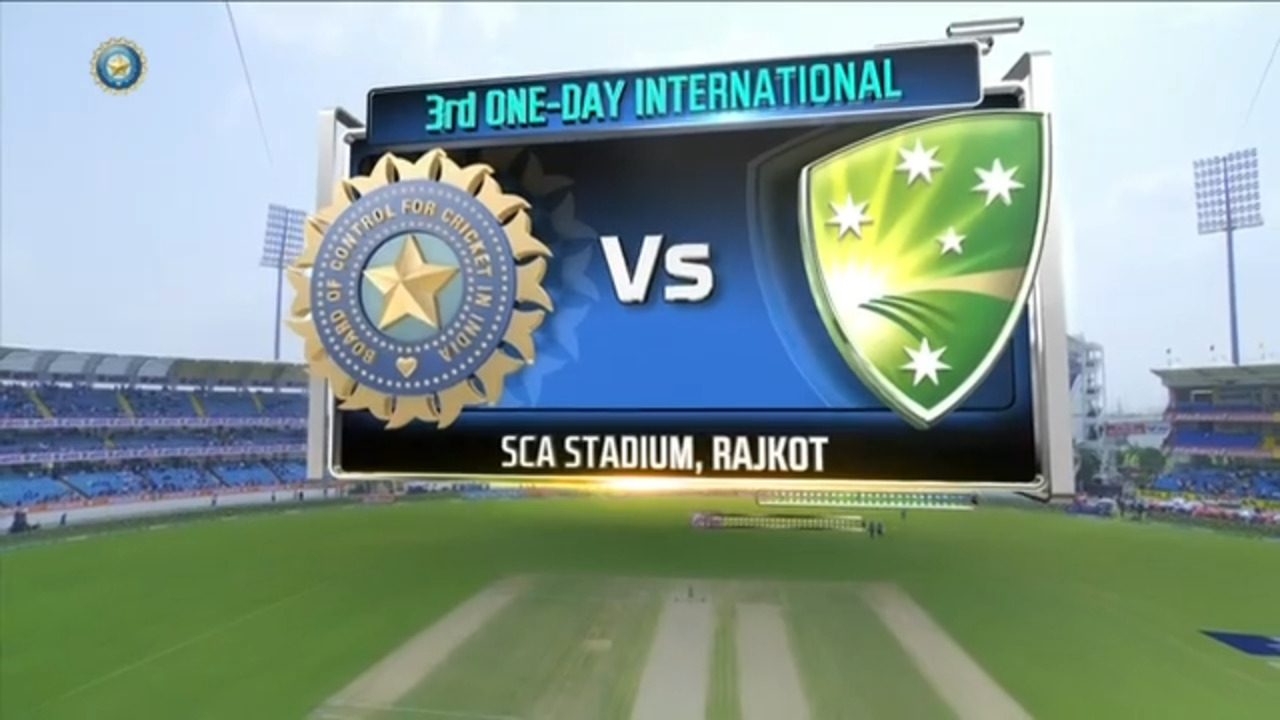 3rd ONE-DAY INTERNATIONAL
BOARD OF CONTROL FOR CRICKET IN INDIA
Vs
SCA STADIUM, RAJKOT